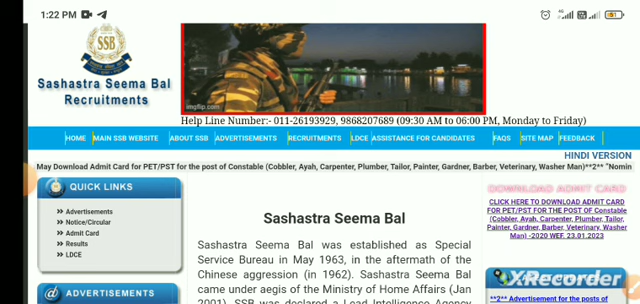 1:22 PM
51
SSB
Sashastra Seema Bal
Recruitments
imgflip.com
Help Line Number:- 011-26193929, 9868207689 (09:30 AM to 06:00 PM, Monday to Friday)
HOME MAIN SSB WEBSITE ABOUT SSB ADVERTISEMENTS RECRUITMENTS LDCE ASSISTANCE FOR CANDIDATES FAQS SITE MAP FEEDBACK
HINDI VERSION
May Download Admit Card for PET/PST for the post of Constable (Cobbler, Ayah, Carpenter, Plumber, Tailor, Painter, Gardner, Barber, Veterinary, Washer Man)**2** "Nomin
QUICK LINKS
Advertisements
Notice/Circular
Admit Card
Results
LDCE
ADVERTISEMENTS
Sashastra Seema Bal
Sashastra Seema Bal was established as Special
Service Bureau in May 1963, in the aftermath of the
Chinese aggression (in 1962). Sashastra Seema Bal
came under aegis of the Ministry of Home Affairs (Jan
2001). SSB was declared a Lead Intelligence Agency
DOWNLOAD ADMIT CARD
CLICK HERE TO DOWNLOAD ADMIT CARD
FOR PET/PST FOR THE POST OF Constable
(Cobbler, Ayah, Carpenter, Plumber, Tailor,
Painter, Gardner, Barber, Veterinary, Washer
Man) -2020 WEF. 23.01.2023
XRecorder
**2** Advertisement for the posts of